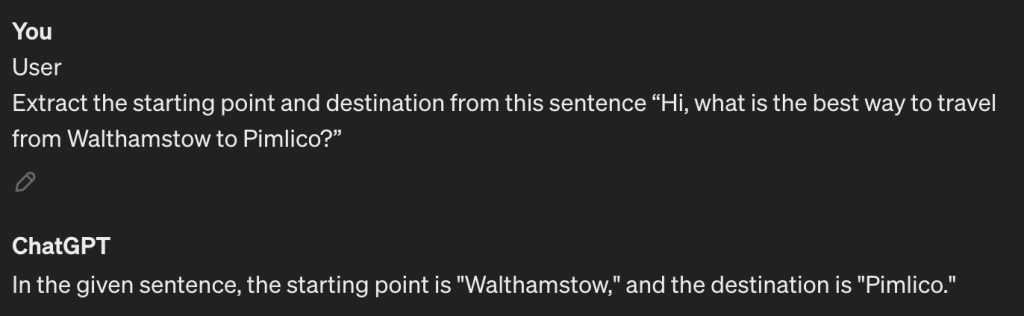 You
User
Extract the starting point and destination from this sentence “Hi, what is the best way to travel
from Walthamstow to Pimlico?”
ChatGPT
In the given sentence, the starting point is "Walthamstow," and the destination is "Pimlico."